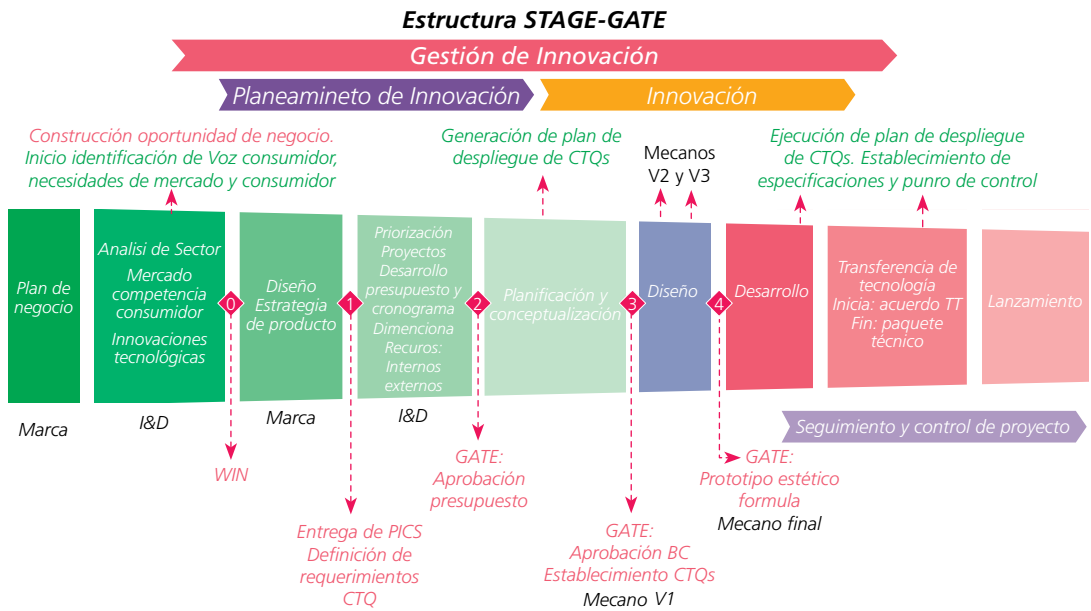 Estructura STAGE-GATE
Gestión de Innovación
Planeamineto de Innovación
Innovación
Construcción oportunidad de negocio.
Inicio identificación de Voz consumidor,
necesidades de mercado y consumidor
Generación de plan de
despliegue de CTQs
Mecanos
V2 y V3
Ejecución de plan de despliegue
de CTQs. Establecimiento de
especificaciones y punro de control
Plan de
negocio
Analisi de Sector
Mercado
competencia
consumidor
Innovaciones
tecnológicas
0
Diseño
Estrategia
de producto
1
Priorización
Proyectos
Desarrollo
presupuesto y
cronograma
Dimenciona
Recuros:
Internos
externos
2
Planificación y
conceptualización
3
Diseño
4
Desarrollo
Transferencia de
tecnología
Inicia: acuerdo TT
Fin: paquete
técnico
Lanzamiento
Marca
I&D
Marca
I&D
Seguimiento y control de proyecto
WIN
Entrega de PICS
Definición de
requerimientos
CTQ
GATE:
Aprobación
presupuesto
GATE:
Aprobación BC
Establecimiento CTQs
Mecano V1
GATE:
Prototipo estético
formula
Mecano final